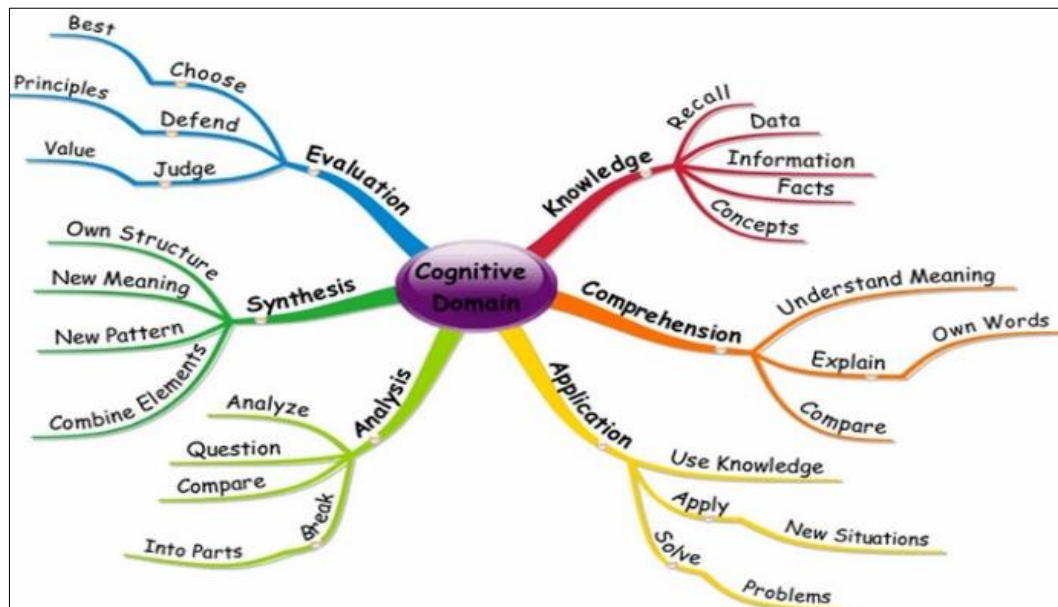 Cognitive
Domain
Knowledge
Recall
Data
Information
Facts
Concepts
Comprehension
Understand Meaning
Explain
Own Words
Compare
Application
Use Knowledge
Apply
New Situations
Solve
Problems
Analysis
Analyze
Question
Compare
Break
Into Parts
Synthesis
Own Structure
New Meaning
New Pattern
Combine Elements
Evaluation
Choose
Best
Defend
Principles
Judge
Value